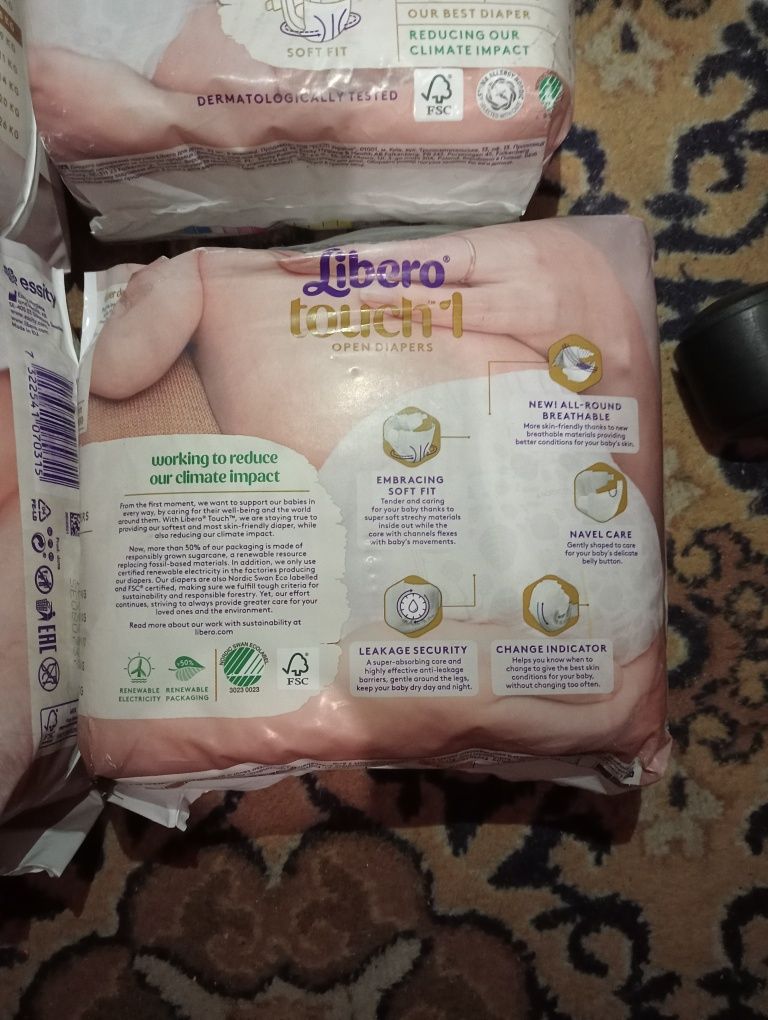 OUR BEST DIAPER
REDUCING OUR
CLIMATE IMPACT
SOFT FIT
DERMATOLOGICALLY TESTED
FSC
essity
Made in
7322541070315
PE-LD
EAC
MIX
FSC
Libero®
touch™1
OPEN DIAPERS
NEW! ALL-ROUND
BREATHABLE
More skin-friendly thanks to new
breathable materials providing
better conditions for your baby's skin.
EMBRACING
SOFT FIT
Tender and caring
for your baby thanks to
super soft strechy materials
inside out while the
core with channels flexes
with baby's movements.
NAVEL CARE
Gently shaped to care
for your baby's delicate
belly button.
working to reduce
our climate impact
From the first moment, we want to support our babies in
every way, by caring for their well-being and the world
around them. With Libero® Touch™, we are staying true to
providing our softest and most skin-friendly diaper, while
also reducing our climate impact.
Now, more than 50% of our packaging is made of
responsibly grown sugarcane, a renewable resource
replacing fossil-based materials. In addition, we only use
certified renewable electricity in the factories producing
our diapers. Our diapers are also Nordic Swan Eco labelled
and FSC® certified, making sure we fulfill tough criteria for
sustainability and responsible forestry. Yet, our effort
continues, striving to always provide greater care for your
loved ones and the environment.
Read more about our work with sustainability at
libero.com
RENEWABLE
ELECTRICITY
>50%
RENEWABLE
PACKAGING
NORDIC SWAN ECOLABEL
3023 0023
FSC
LEAKAGE SECURITY
A super-absorbing core and
highly effective anti-leakage
barriers, gentle around the legs,
keep your baby dry day and night.
CHANGE INDICATOR
Helps you know when to
change to give the best skin
conditions for your baby,
without changing too often.